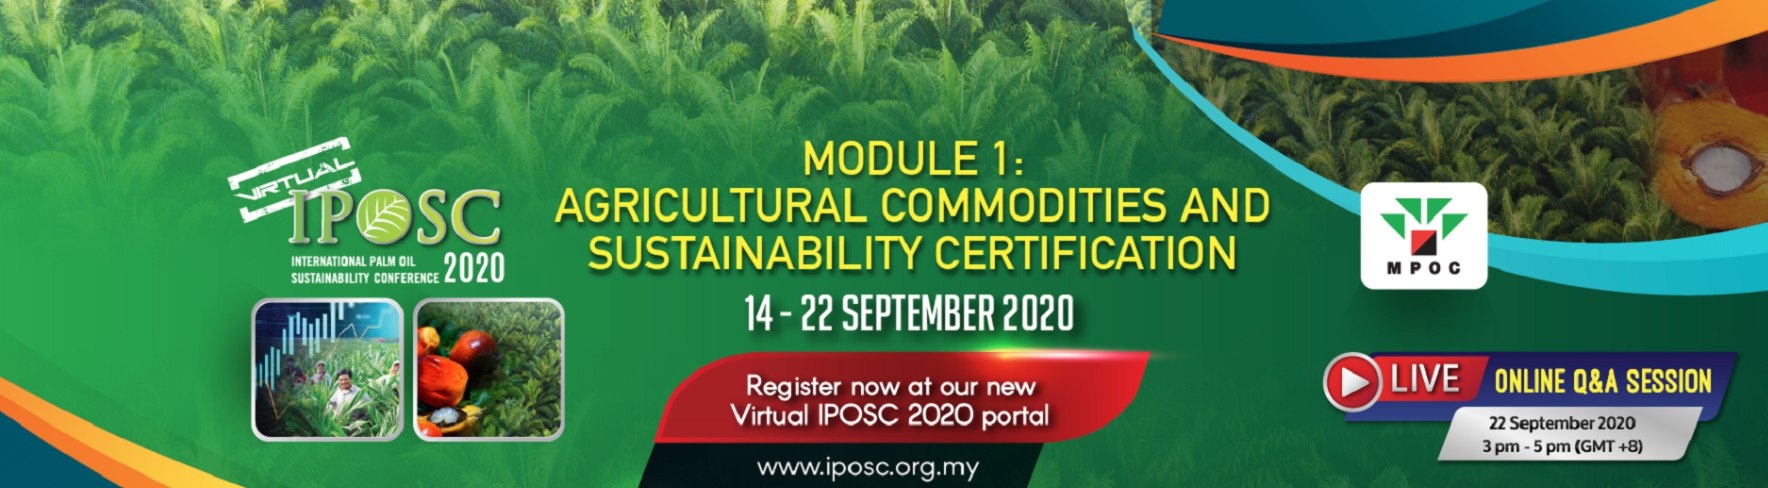 VIRTUAL
IPOSC
INTERNATIONAL PALM OIL
SUSTAINABILITY CONFERENCE 2020
MODULE 1:
AGRICULTURAL COMMODITIES AND
SUSTAINABILITY CERTIFICATION
14 - 22 SEPTEMBER 2020
Register now at our new
Virtual IPOSC 2020 portal
www.iposc.org.my
MPOC
LIVE ONLINE Q&A SESSION
22 September 2020
3 pm - 5 pm (GMT +8)